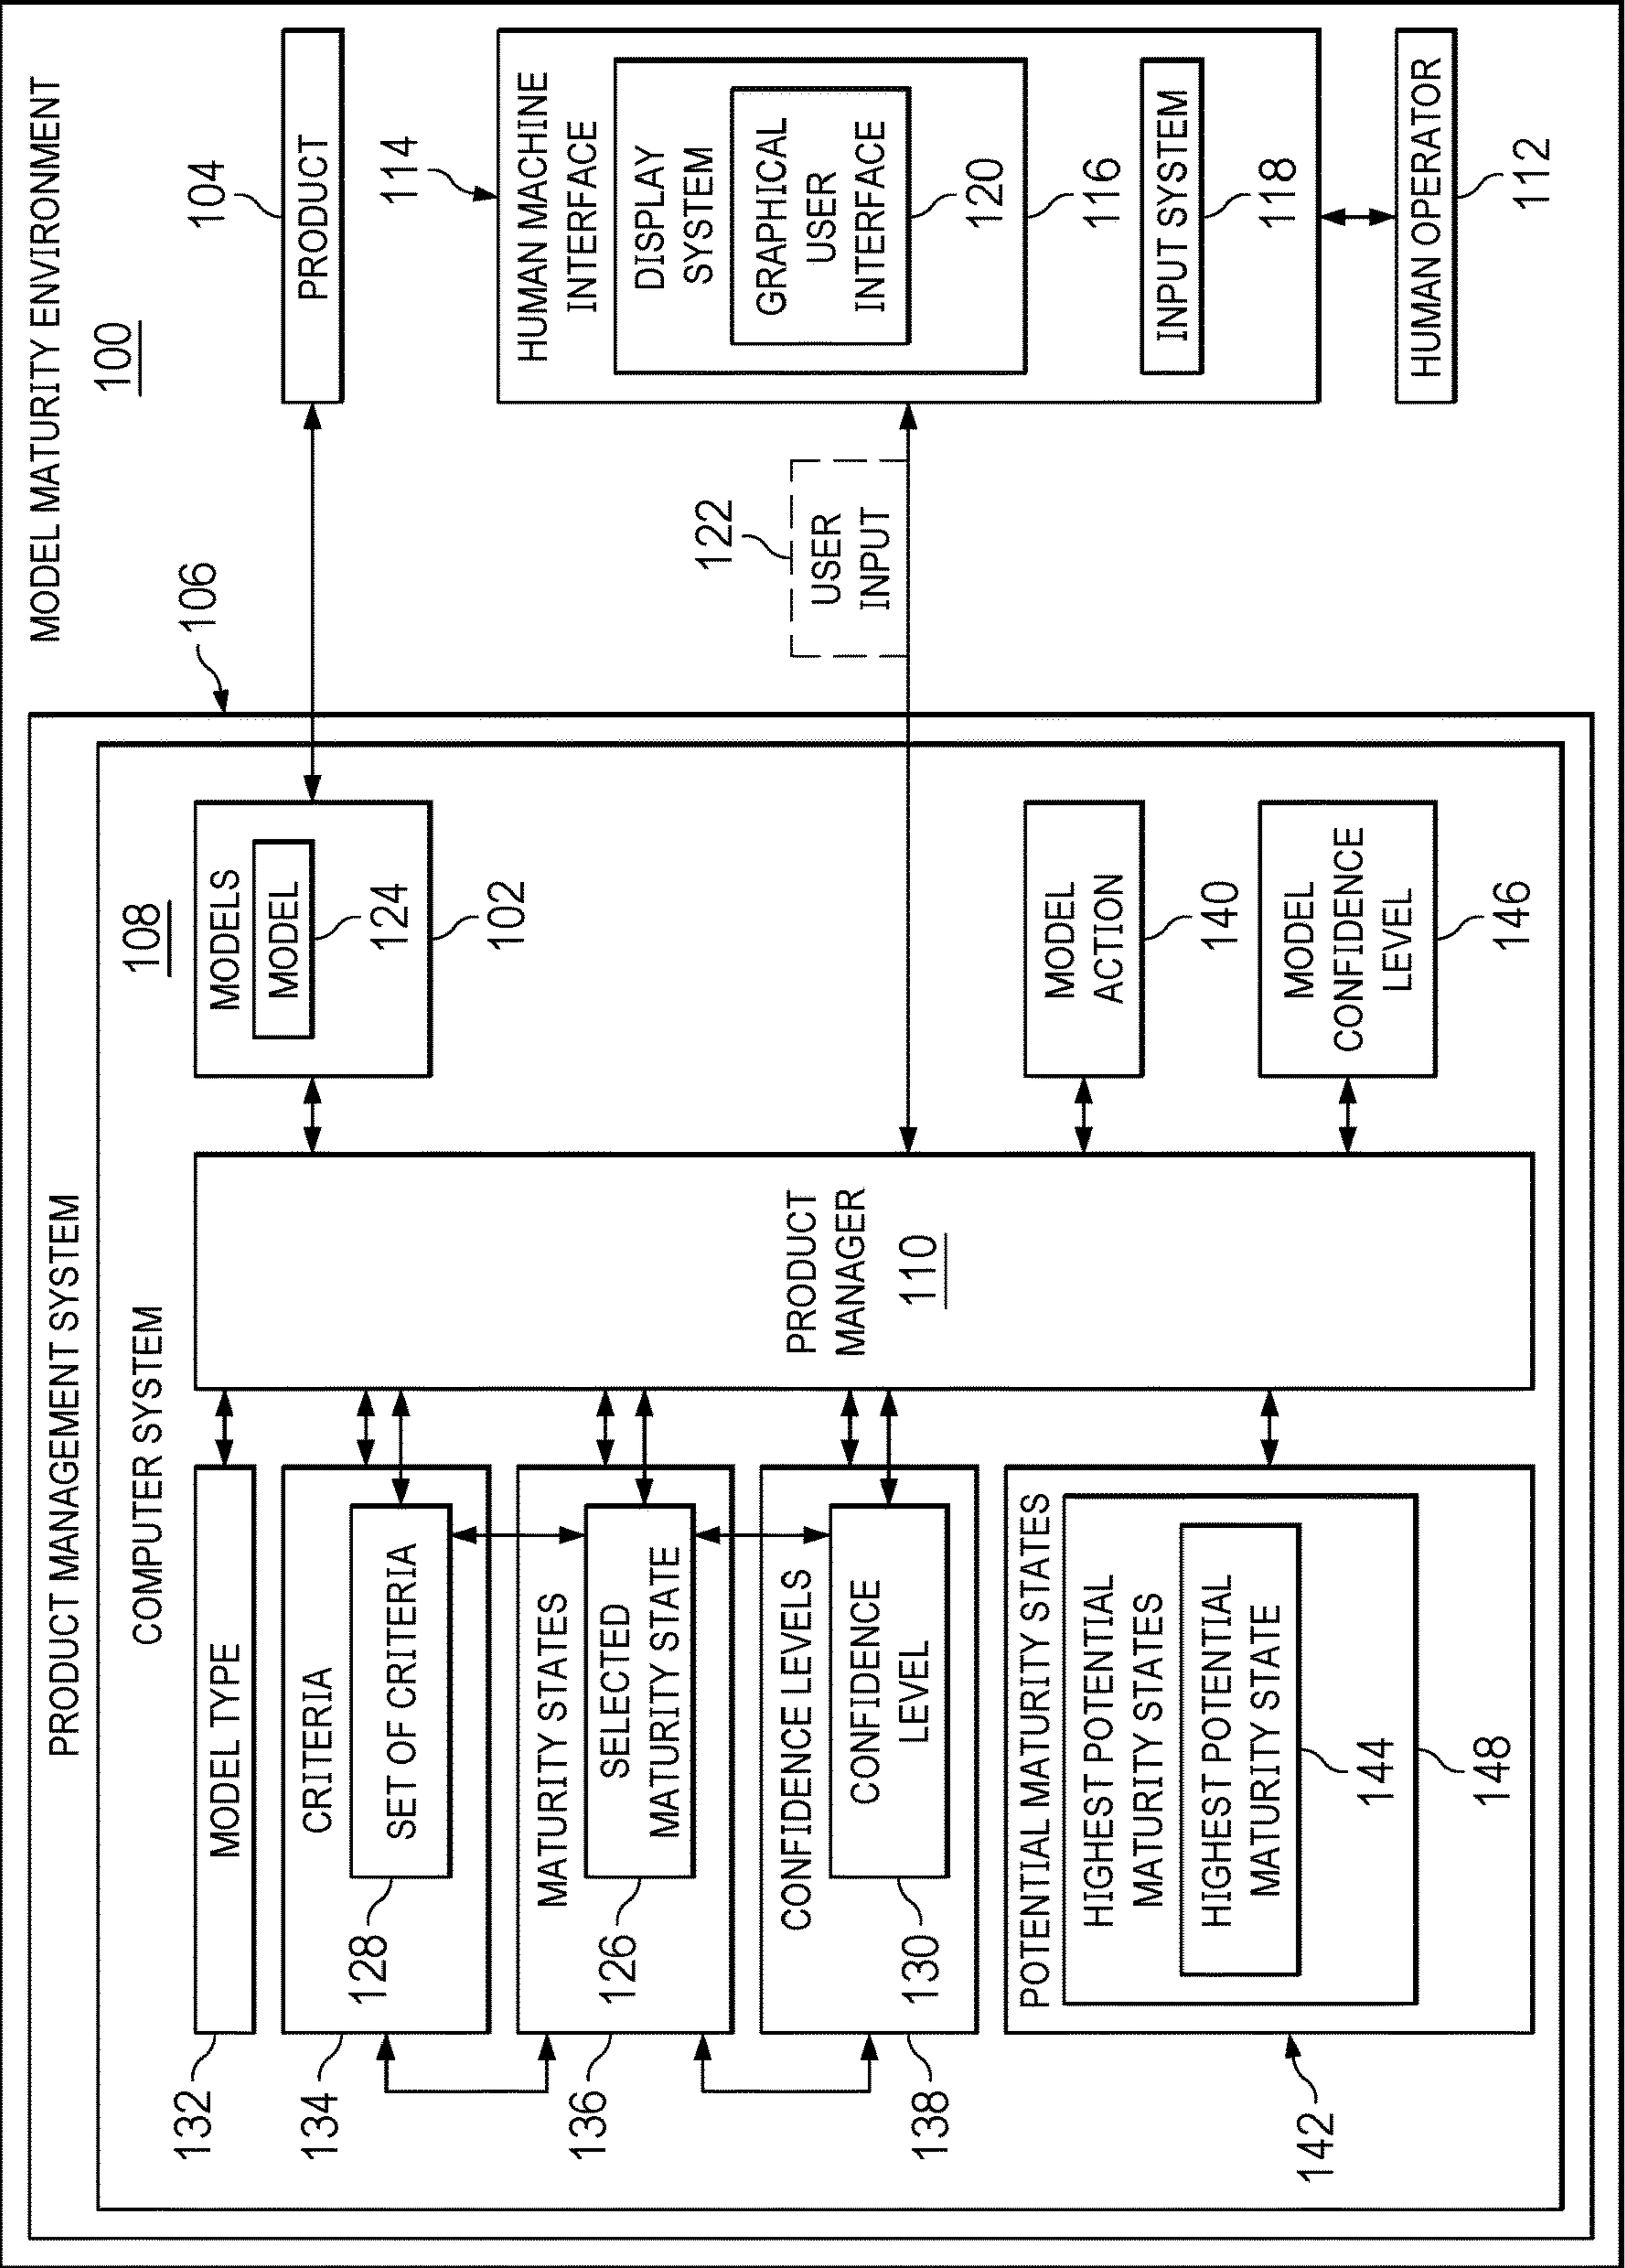 MODEL MATURITY ENVIRONMENT
100
PRODUCT MANAGEMENT SYSTEM
106
COMPUTER SYSTEM
108
132
MODEL TYPE
134
CRITERIA
SET OF CRITERIA
128
136
MATURITY STATES
SELECTED
MATURITY STATE
126
138
CONFIDENCE LEVELS
CONFIDENCE
LEVEL
130
142
POTENTIAL MATURITY STATES
HIGHEST POTENTIAL
MATURITY STATES
HIGHEST POTENTIAL
MATURITY STATE
144
148
PRODUCT
MANAGER
110
MODELS
MODEL
124
102
MODEL
ACTION
140
MODEL
CONFIDENCE
LEVEL
146
122
USER
INPUT
104
PRODUCT
114
HUMAN MACHINE
INTERFACE
DISPLAY
SYSTEM
GRAPHICAL
USER
INTERFACE
120
116
INPUT SYSTEM
118
HUMAN OPERATOR
112